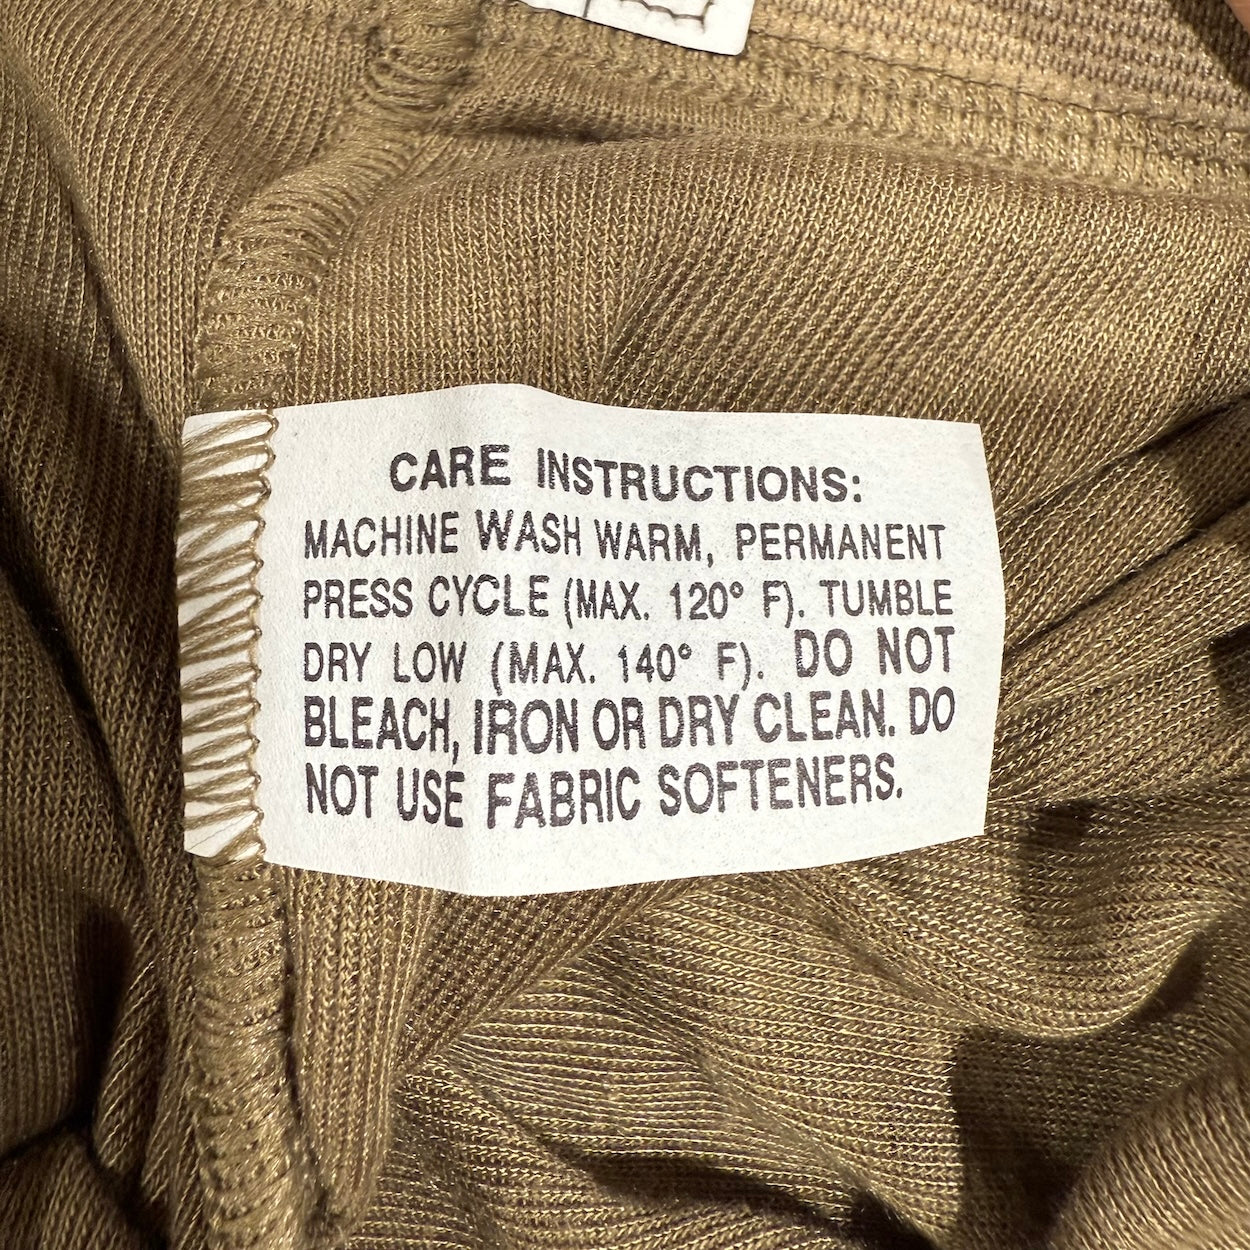 CARE INSTRUCTIONS:
MACHINE WASH WARM, PERMANENT
PRESS CYCLE (MAX. 120° F). TUMBLE
DRY LOW (MAX. 140° F). DO NOT
BLEACH, IRON OR DRY CLEAN. DO
NOT USE FABRIC SOFTENERS.